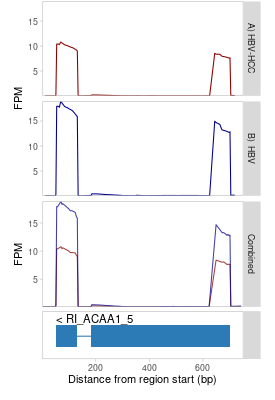 15
10
5
FPM
A) HBV-HCC
15
10
5
B) HBV
15
10
5
FPM
Combined
< RI_ACAA1_5
200 400 600
Distance from region start (bp)